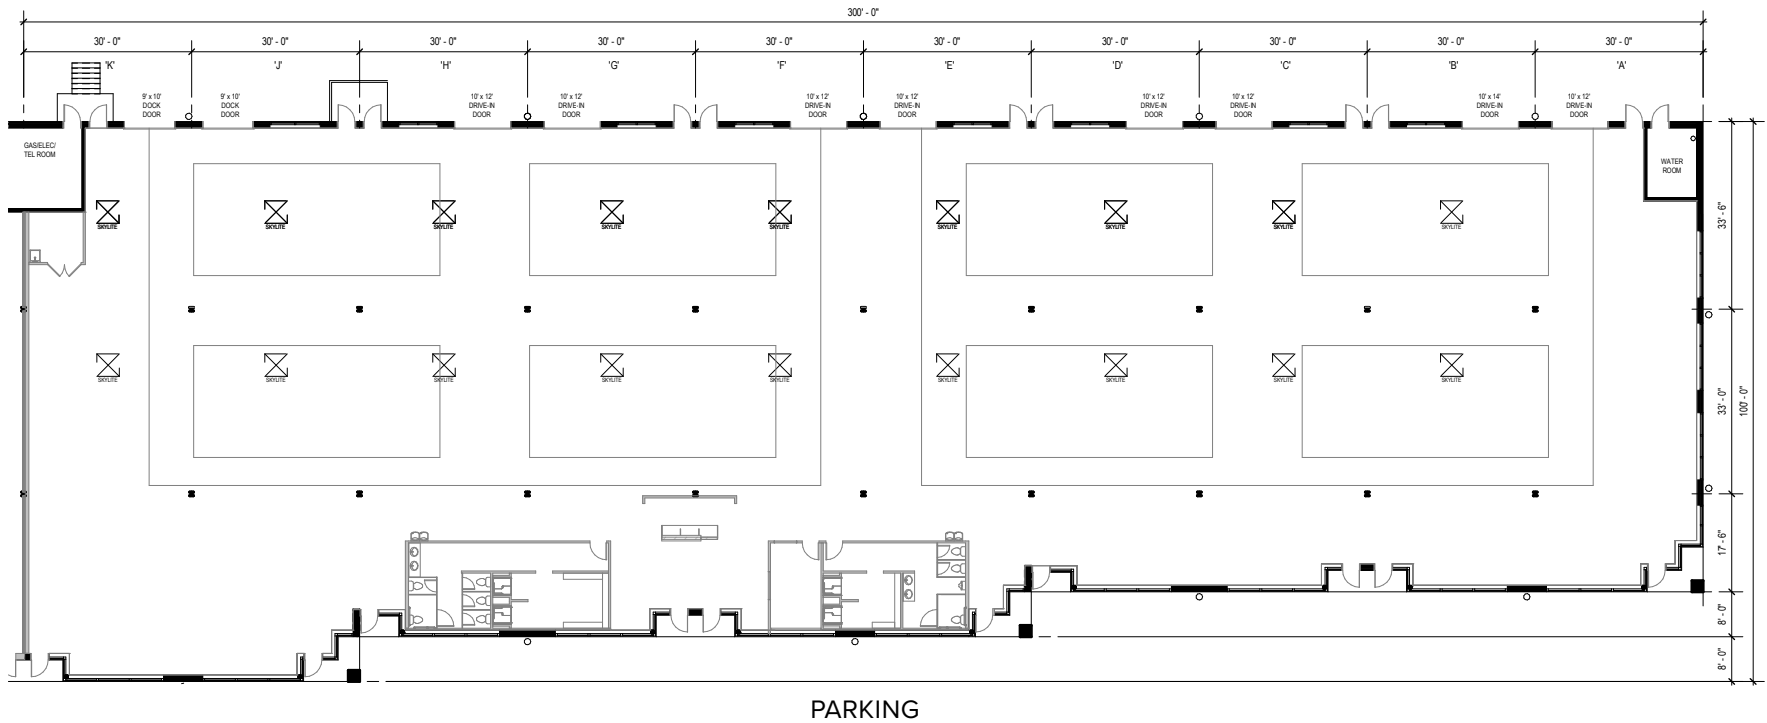 300' - 0"
30' - 0"
30' - 0"
30' - 0"
30' - 0"
30' - 0"
30' - 0"
30' - 0"
30' - 0"
30' - 0"
30' - 0"
'K'
'J'
'H'
'G'
'F'
'E'
'D'
'C'
'B'
'A'
9' x 10'
DOCK
DOOR
9' x 10'
DOCK
DOOR
10' x 12'
DRIVE-IN
DOOR
10' x 12'
DRIVE-IN
DOOR
10' x 12'
DRIVE-IN
DOOR
10' x 12'
DRIVE-IN
DOOR
10' x 12'
DRIVE-IN
DOOR
10' x 12'
DRIVE-IN
DOOR
10' x 14'
DRIVE-IN
DOOR
10' x 12'
DRIVE-IN
DOOR
GAS/ELEC/
TEL ROOM
WATER
ROOM
SKYLITE
SKYLITE
SKYLITE
SKYLITE
SKYLITE
SKYLITE
SKYLITE
SKYLITE
SKYLITE
33' - 6"
SKYLITE
SKYLITE
SKYLITE
SKYLITE
SKYLITE
SKYLITE
SKYLITE
SKYLITE
SKYLITE
33' - 0"
100' - 0"
17' - 6"
8' - 0"
8' - 0"
PARKING